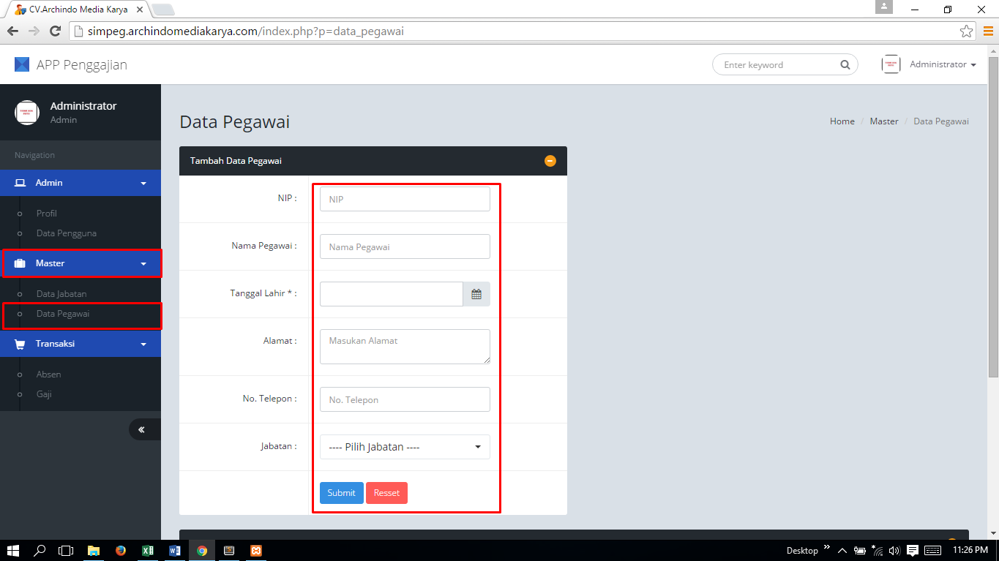 CV.Archindo Media Karya
simpeg.archindomediakarya.com/index.php?p=data_pegawai
APP Penggajian
Enter keyword
Administrator
Administrator
Admin
Navigation
Admin
Profil
Data Pengguna
Master
Data Jabatan
Data Pegawai
Transaksi
Absen
Gaji
Data Pegawai
Home / Master / Data Pegawai
Tambah Data Pegawai
NIP :
NIP
Nama Pegawai :
Nama Pegawai
Tanggal Lahir * :
Alamat :
Masukan Alamat
No. Telepon :
No. Telepon
Jabatan :
---- Pilih Jabatan ----
Submit Resset
Desktop
11:26 PM